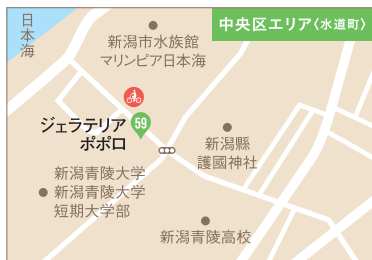 中央区エリア〈水道町〉
日本海
新潟市水族館
マリンピア日本海
59
ジェラテリア
ポポロ
新潟縣
護國神社
新潟青陵大学
新潟青陵大学
短期大学部
新潟青陵高校